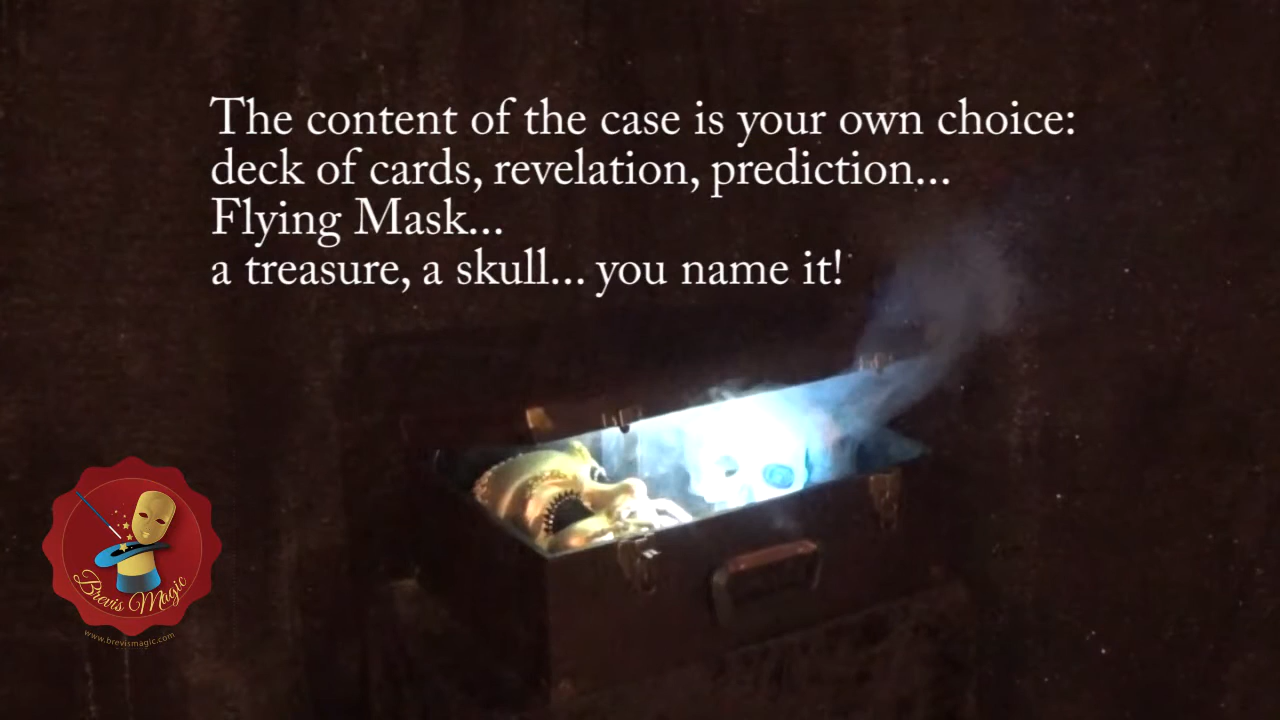 The content of the case is your own choice:
deck of cards, revelation, prediction...
Flying Mask...
a treasure, a skull... you name it!
Brevis Magic
www.brevismagic.com